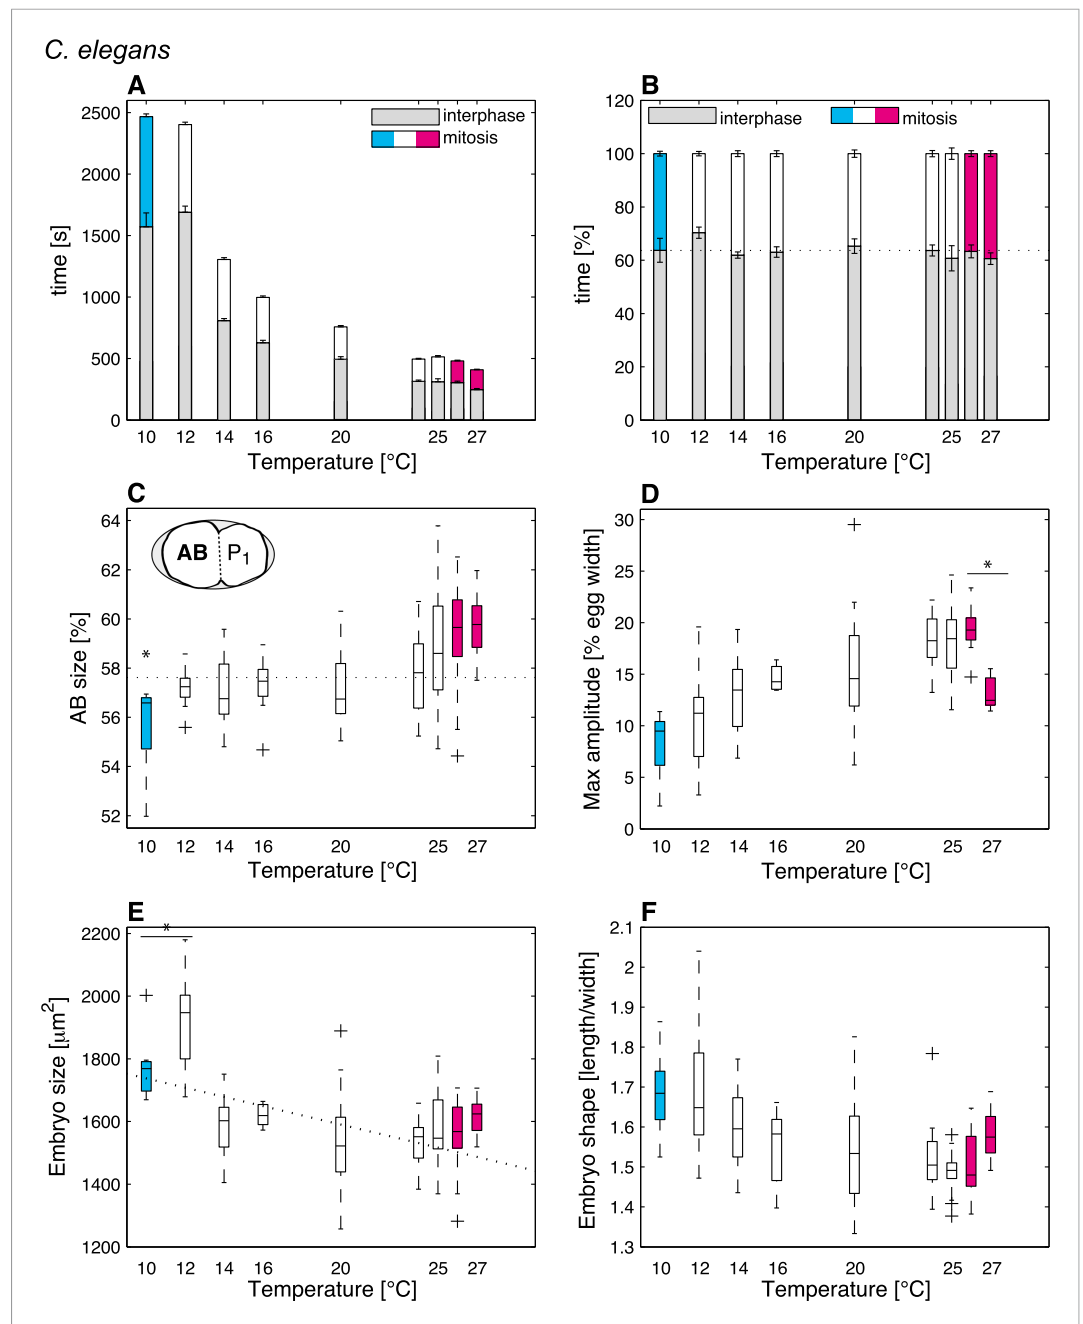 C. elegans
A
2500
2000
1500
1000
500
0
time [s]
interphase
mitosis
10 12 14 16 20 25 27
Temperature [°C]
B
120
100
80
60
40
20
0
time [%]
interphase
mitosis
10 12 14 16 20 25 27
Temperature [°C]
C
64
62
60
58
56
54
52
AB size [%]
AB P1
*
10 12 14 16 20 25 27
Temperature [°C]
D
30
25
20
15
10
5
0
Max amplitude [% egg width]
*
10 12 14 16 20 25 27
Temperature [°C]
E
2200
2000
1800
1600
1400
1200
Embryo size [μm²]
*
10 12 14 16 20 25 27
Temperature [°C]
F
2.1
2
1.9
1.8
1.7
1.6
1.5
1.4
1.3
Embryo shape [length/width]
10 12 14 16 20 25 27
Temperature [°C]